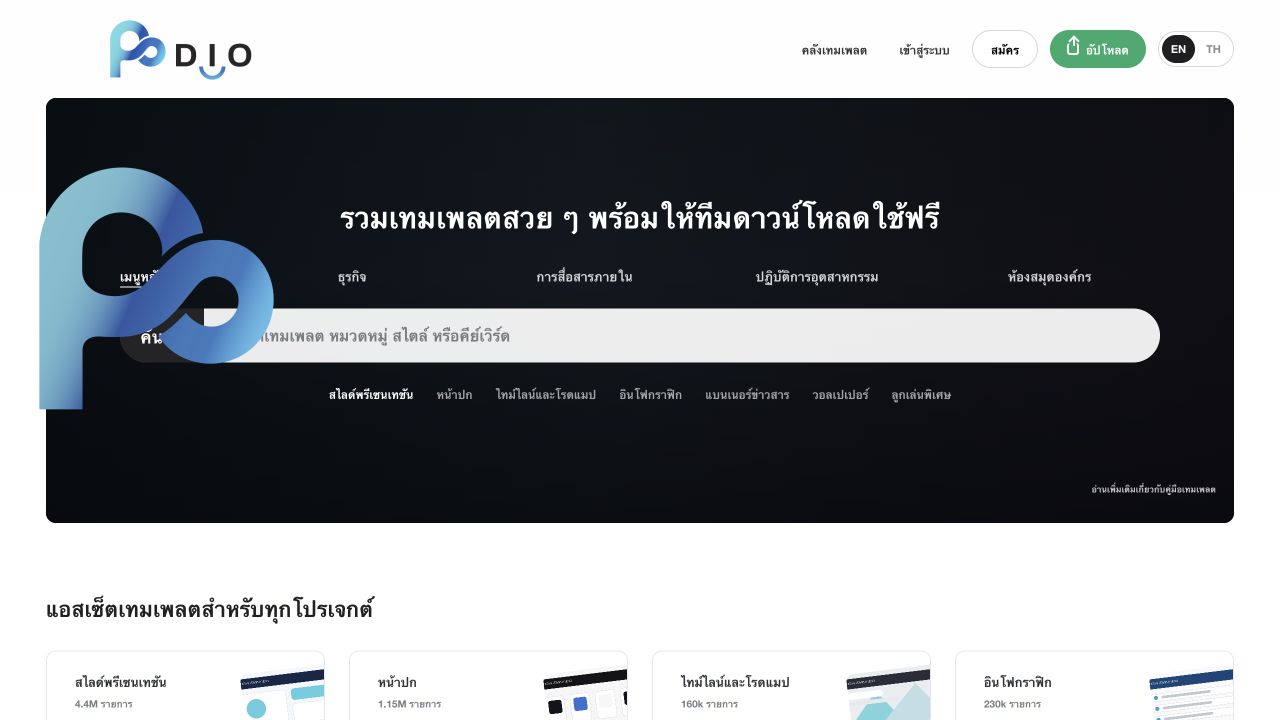 DIO
คลังเทมเพลต
เข้าสู่ระบบ
สมัคร
อัปโหลด
EN TH
รวมเทมเพลตสวย ๆ พร้อมให้ทีมดาวน์โหลดใช้ฟรี
ธุรกิจ
การสื่อสารภายใน
ปฏิบัติการอุตสาหกรรม
ห้องสมุดองค์กร
หมวดหมู่ สไตล์ หรือคีย์เวิร์ด
สไลด์พรีเซนเทชัน
หน้าปก
ไทม์ไลน์และโรดแมป
อินโฟกราฟิก
แบนเนอร์ข่าวสาร
วอลเปเปอร์
ลูกเล่นพิเศษ
อ่านเพิ่มเติมเกี่ยวกับคู่มือเทมเพลต
แอสเซ็ตเทมเพลตสำหรับทุกโปรเจกต์
สไลด์พรีเซนเทชัน
4.4M รายการ
หน้าปก
1.15M รายการ
ไทม์ไลน์และโรดแมป
160k รายการ
อินโฟกราฟิก
230k รายการ